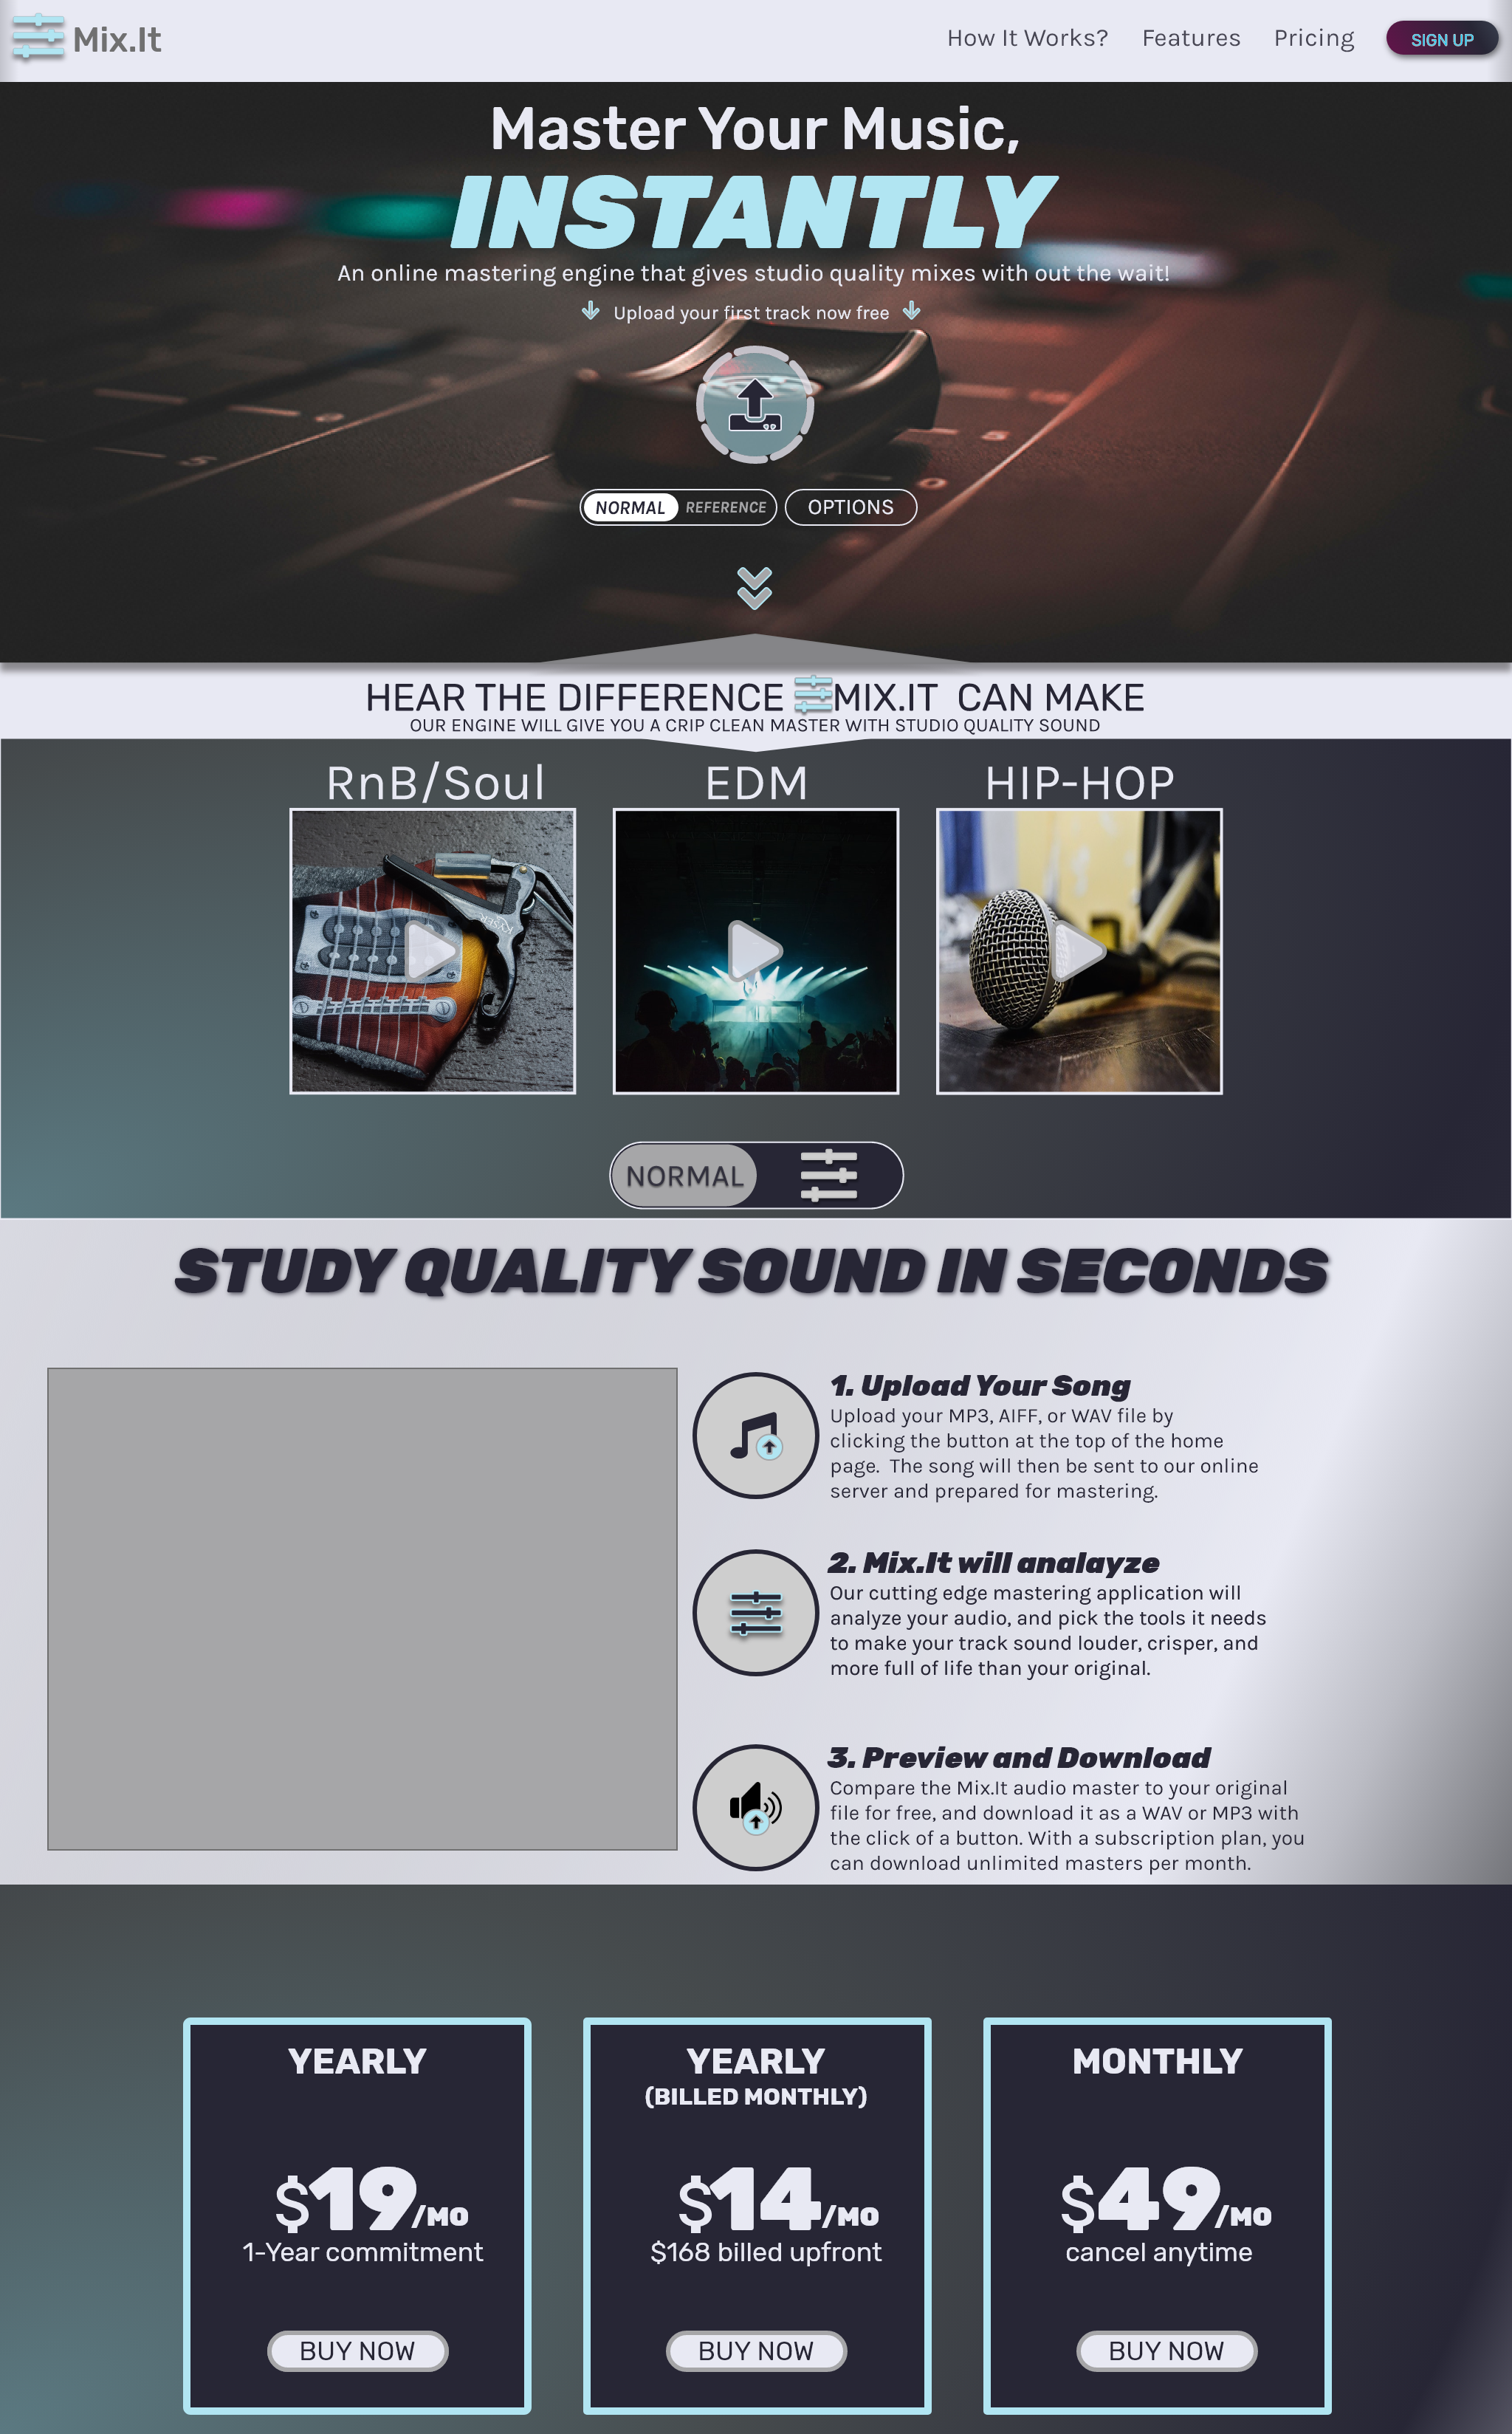 Mix.It
How It Works? Features Pricing SIGN UP
Master Your Music,
INSTANTLY
An online mastering engine that gives studio quality mixes with out the wait!
Upload your first track now free
NORMAL REFERENCE OPTIONS
HEAR THE DIFFERENCE MIX.IT CAN MAKE
OUR ENGINE WILL GIVE YOU A CRIP CLEAN MASTER WITH STUDIO QUALITY SOUND
RnB/Soul EDM HIP-HOP
KYSER
NORMAL
STUDY QUALITY SOUND IN SECONDS
1. Upload Your Song
Upload your MP3, AIFF, or WAV file by
clicking the button at the top of the home
page. The song will then be sent to our online
server and prepared for mastering.
2. Mix.It will analayze
Our cutting edge mastering application will
analyze your audio, and pick the tools it needs
to make your track sound louder, crisper, and
more full of life than your original.
3. Preview and Download
Compare the Mix.It audio master to your original
file for free, and download it as a WAV or MP3 with
the click of a button. With a subscription plan, you
can download unlimited masters per month.
YEARLY
$19/MO
1-Year commitment
BUY NOW
YEARLY
(BILLED MONTHLY)
$14/MO
$168 billed upfront
BUY NOW
MONTHLY
$49/MO
cancel anytime
BUY NOW